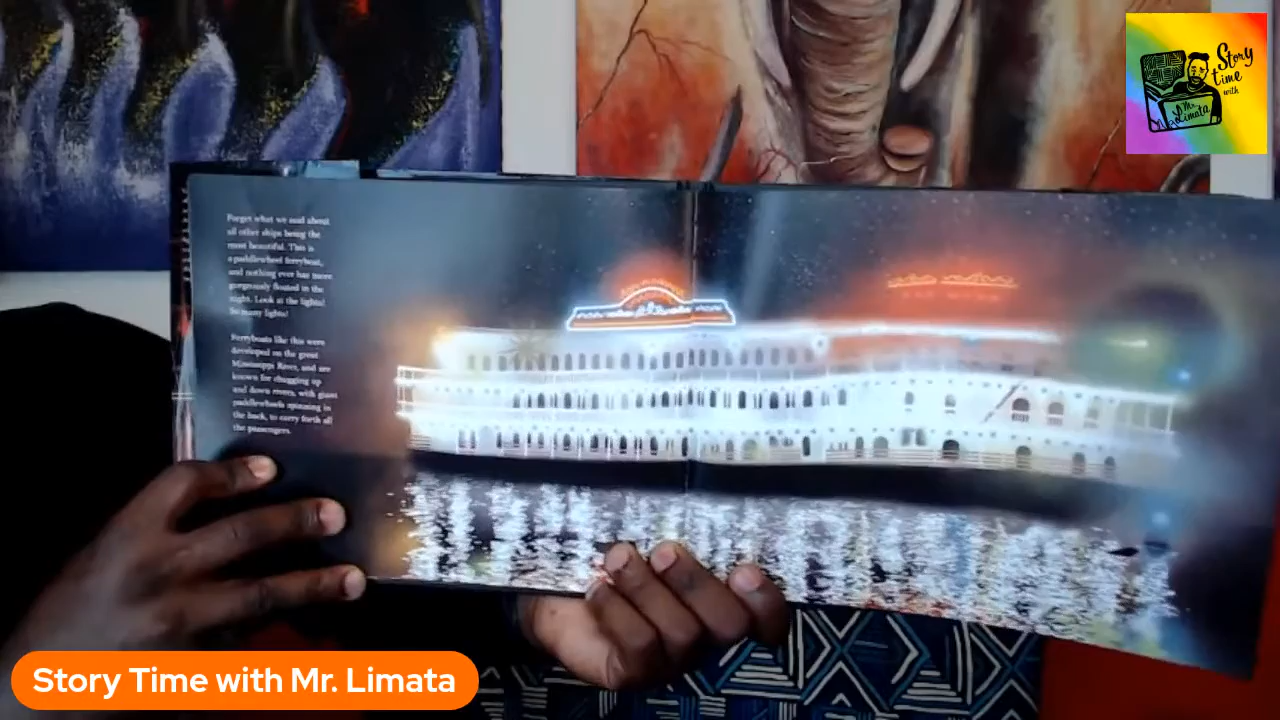 Story
time
with
Mr.
Limata
Forget what we said about
all other ships being the
most beautiful. This is
a paddlewheel ferryboat,
and nothing ever has more
gorgeously floated in the
night. Look at the lights!
So many lights!
Ferryboats like this were
developed on the great
Mississippi River, and are
known for chugging up
and down rivers, with giant
paddlewheels spinning in
the back, to carry forth all
the passengers.
Story Time with Mr. Limata